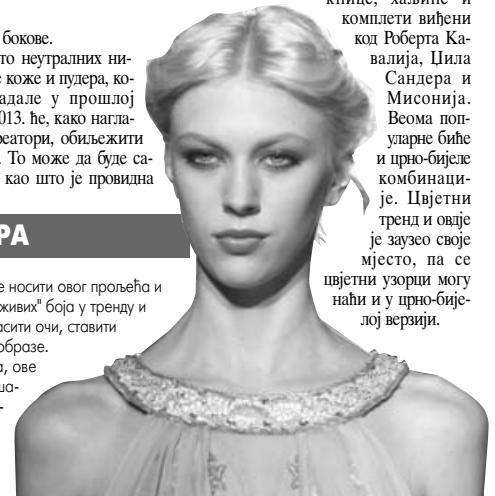 бокове.
то неутралних ни-
е коже и пудера, ко-
адале у прошлој
013. ће, како нагла-
реатори, обиљежити
То може да буде са-
као што је провидна
РА
е носити овог прољећа и
живих" боја у тренду и
асити очи, ставити
образе.
а, ове
ша-
-
књице, хаљине и
комплети виђени
код Роберта Ка-
валија, Џила
Сандера и
Мисонија.
Веома поп-
уларне биће
и црно-бијеле
комбинаци-
је. Цвјетни
тренд и овдје
је заузео своје
мјесто, па се
цвјетни узорци могу
наћи и у црно-бије-
лој верзији.